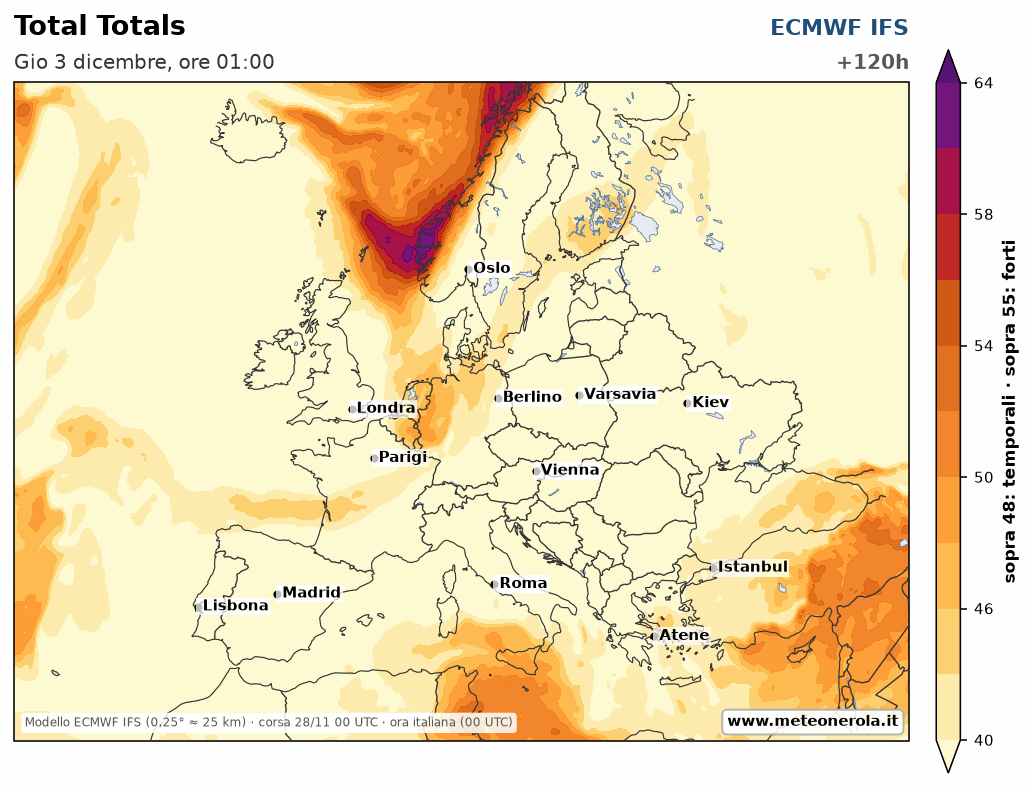 Total Totals
ECMWF IFS
Gio 3 dicembre, ore 01:00
+120h
64
58
54
50
46
40
sopra 48: temporali · sopra 55: forti
Oslo
Londra
Berlino
Varsavia
Kiev
Parigi
Vienna
Istanbul
Roma
Madrid
Lisbona
Atene
Modello ECMWF IFS (0,25° ≈ 25 km) · corsa 28/11 00 UTC · ora italiana (00 UTC)
www.meteonerola.it